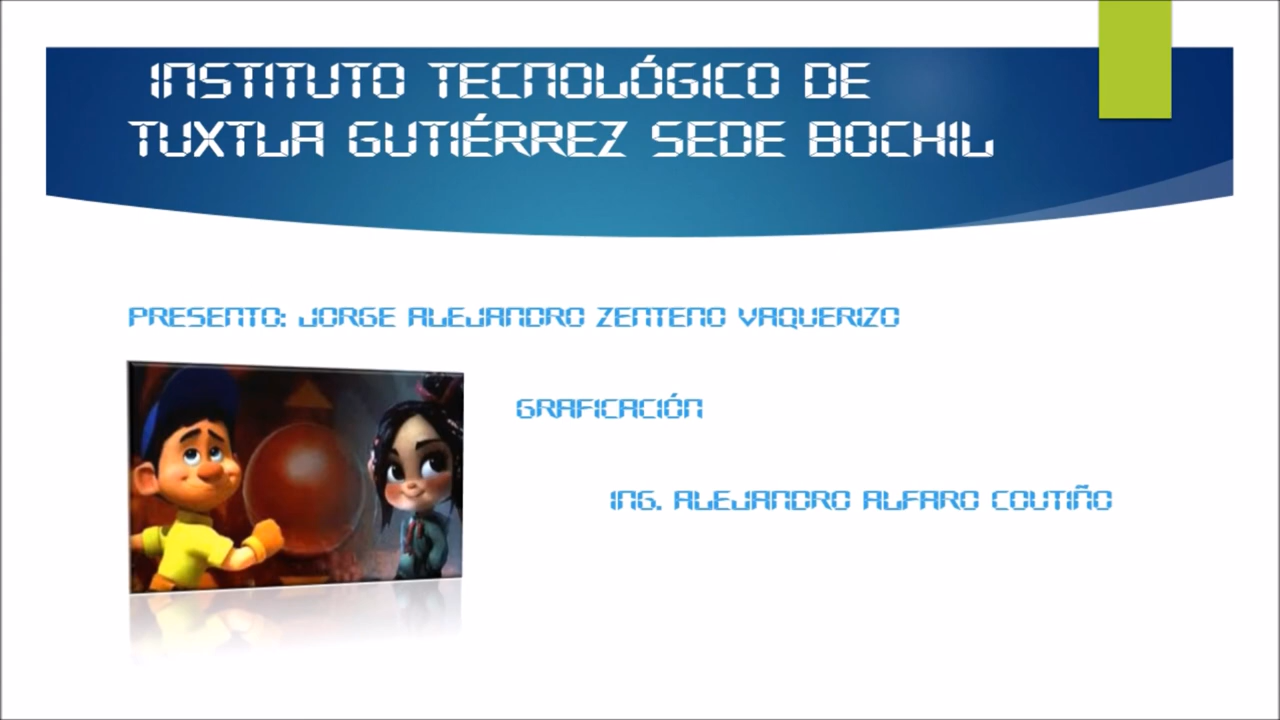 INSTITUTO TECNOLÓGICO DE
TUXTLA GUTIÉRREZ SEDE BOCHIL
PRESENTO: JORGE ALEJANDRO ZENTENO VAQUERIZO
GRAFICACIÓN
ING. ALEJANDRO ALFARO COUTIÑO